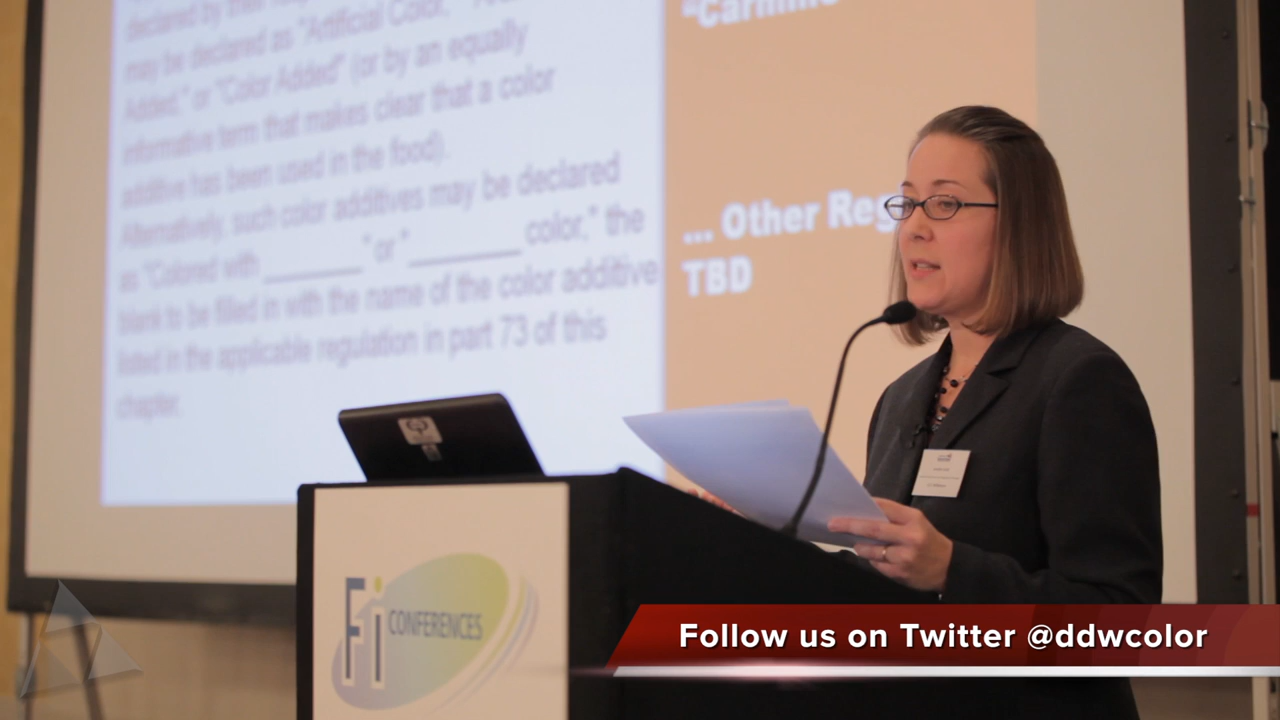 declared by their
may be declared as "Artificial Color,"
Added," or "Color Added" (or by an equally
informative term that makes clear that a color
additive has been used in the food).
Alternatively, such color additives may be declared
as "Colored with ________" or "________ color," the
blank to be filled in with the name of the color additive
listed in the applicable regulation in part 73 of this
chapter.
"Carmine
... Other Reg
TBD
hp
Fi CONFERENCES
Follow us on Twitter @ddwcolor